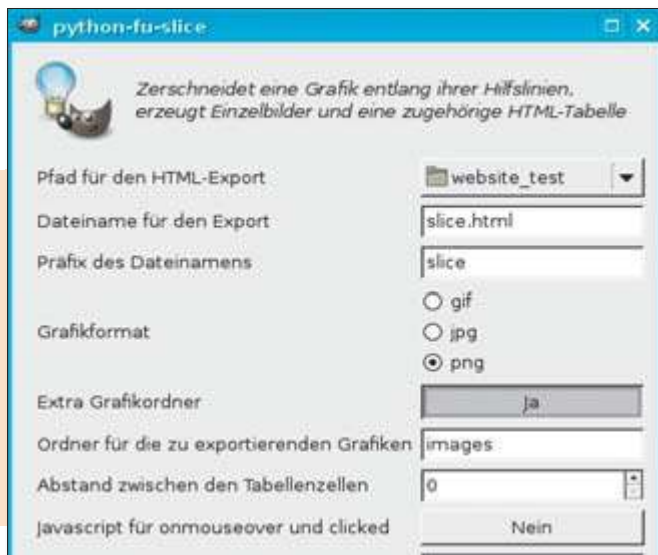 python-fu-slice
Zerschneidet eine Grafik entlang ihrer Hilfslinien,
erzeugt Einzelbilder und eine zugehörige HTML-Tabelle
Pfad für den HTML-Export website_test
Dateiname für den Export slice.html
Präfix des Dateinamens slice
gif
Grafikformat jpg
png
Extra Grafikordner Ja
Ordner für die zu exportierenden Grafiken images
Abstand zwischen den Tabellenzellen 0
Javascript für onmouseover und clicked Nein